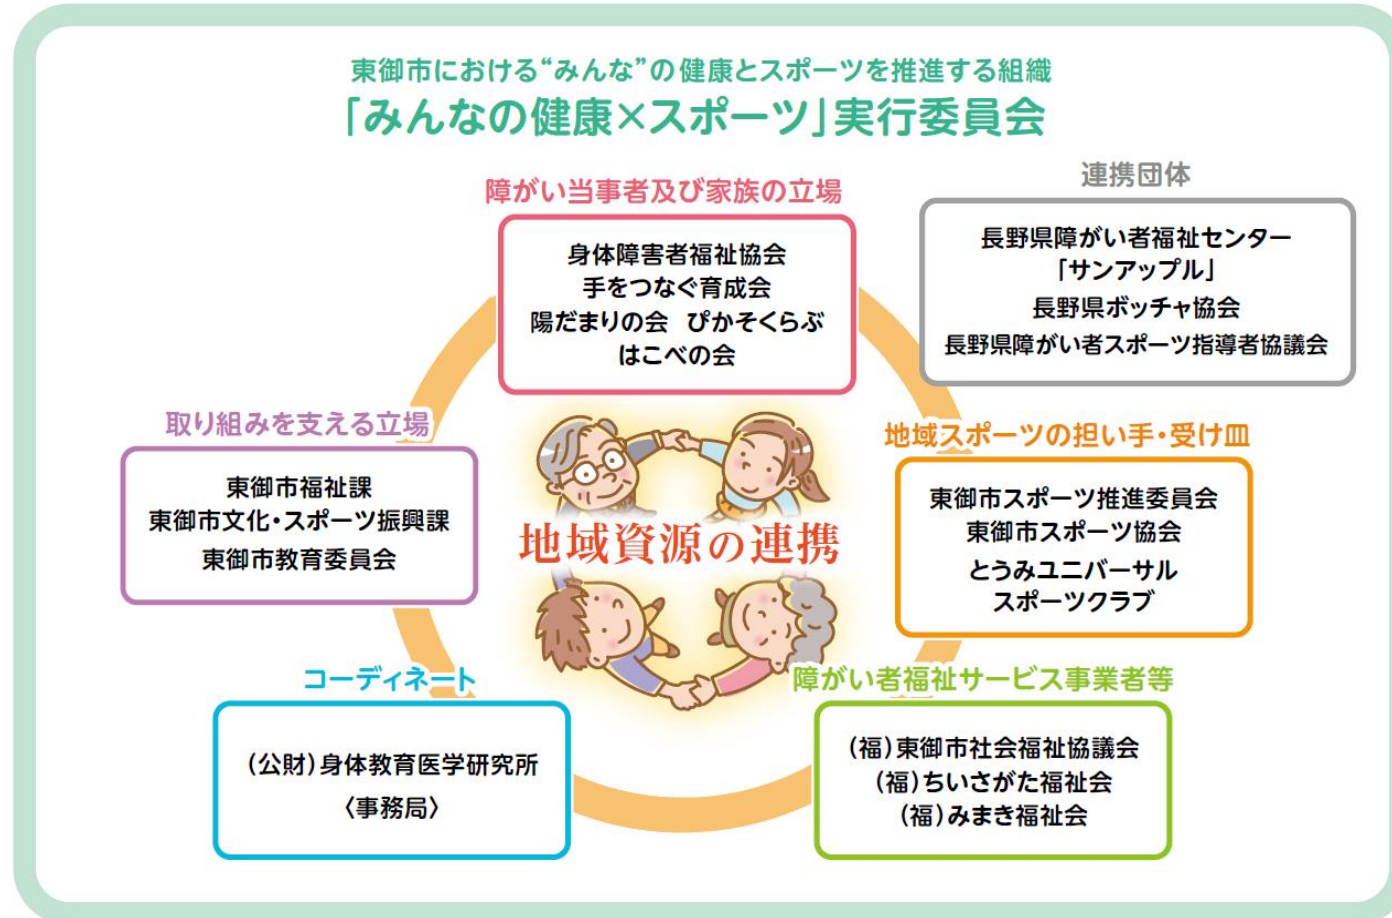 東御市における“みんな”の健康とスポーツを推進する組織
「みんなの健康×スポーツ」実行委員会
障がい当事者及び家族の立場
身体障害者福祉協会
手をつなぐ育成会
陽だまりの会 ぴかそくらぶ
はこべの会
連携団体
長野県障がい者福祉センター
「サンアップル」
長野県ボッチャ協会
長野県障がい者スポーツ指導者協議会
取り組みを支える立場
東御市福祉課
東御市文化・スポーツ振興課
東御市教育委員会
地域資源の連携
地域スポーツの担い手・受け皿
東御市スポーツ推進委員会
東御市スポーツ協会
とうみユニバーサル
スポーツクラブ
コーディネート
(公財)身体教育医学研究所
〈事務局〉
障がい者福祉サービス事業者等
(福)東御市社会福祉協議会
(福)ちいさがた福祉会
(福)みまき福祉会